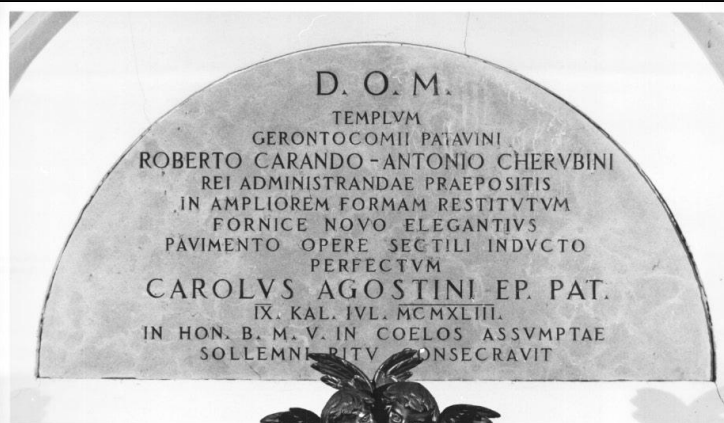 D. O. M.
TEMPLVM
GERONTOCOMII PATAVINI
ROBERTO CARANDO - ANTONIO CHERVBINI
REI ADMINISTRANDAE PRAEPOSITIS
IN AMPLIOREM FORMAM RESTITVTVM
FORNICE NOVO ELEGANTIVS
PAVIMENTO OPERE SECTILI INDVCTO
PERFECTVM
CAROLVS AGOSTINI EP. PAT.
IX. KAL. IVL. MCMXLIII.
IN HON. B. M. V. IN COELOS ASSVMPTAE
SOLLEMNI RITV CONSECRAVIT